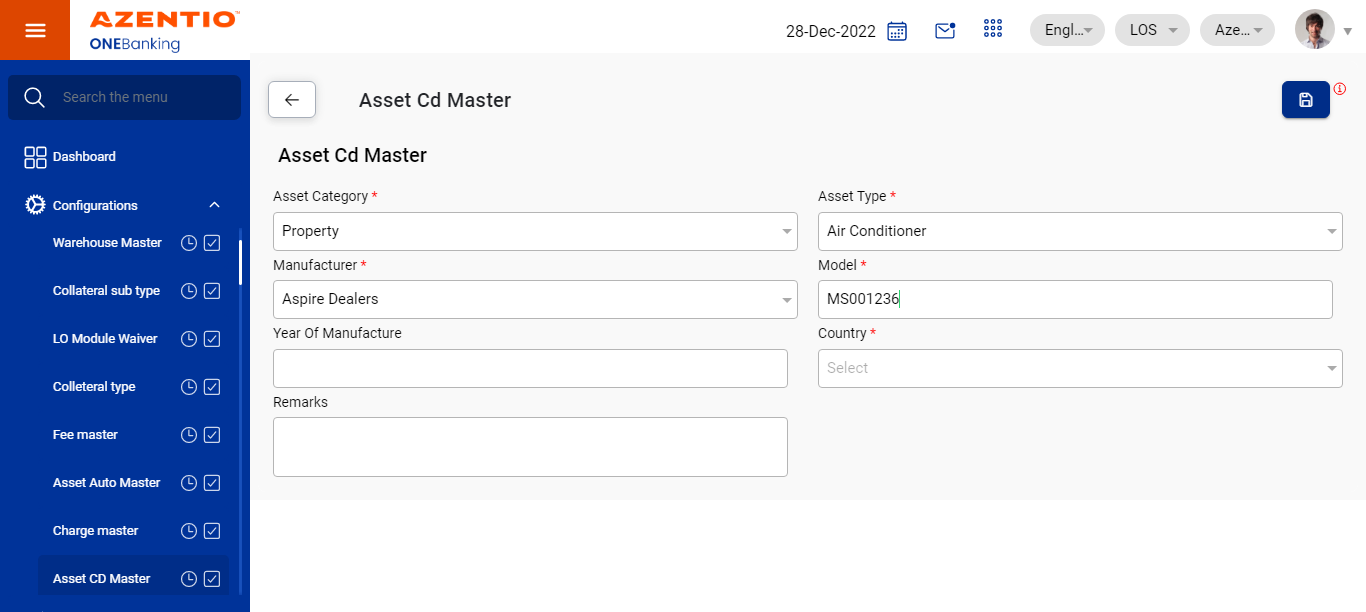 AZENTIO™
ONEBanking
28-Dec-2022
Engl...
LOS
Aze...
Search the menu
Dashboard
Configurations
Warehouse Master
Collateral sub type
LO Module Waiver
Colleteral type
Fee master
Asset Auto Master
Charge master
Asset CD Master
Asset Cd Master
Asset Cd Master
Asset Category *
Property
Asset Type *
Air Conditioner
Manufacturer *
Aspire Dealers
Model *
MS001236
Year Of Manufacture
Country *
Select
Remarks